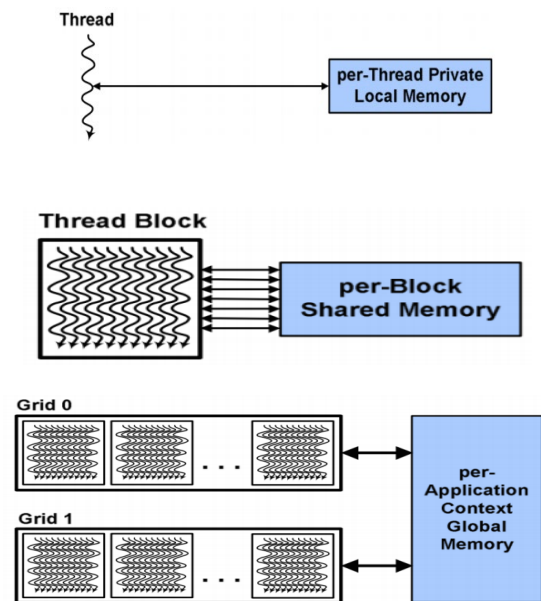 Thread
per-Thread Private
Local Memory
Thread Block
per-Block
Shared Memory
Grid 0
. . .
per-
Application
Context
Global
Memory
Grid 1
. . .